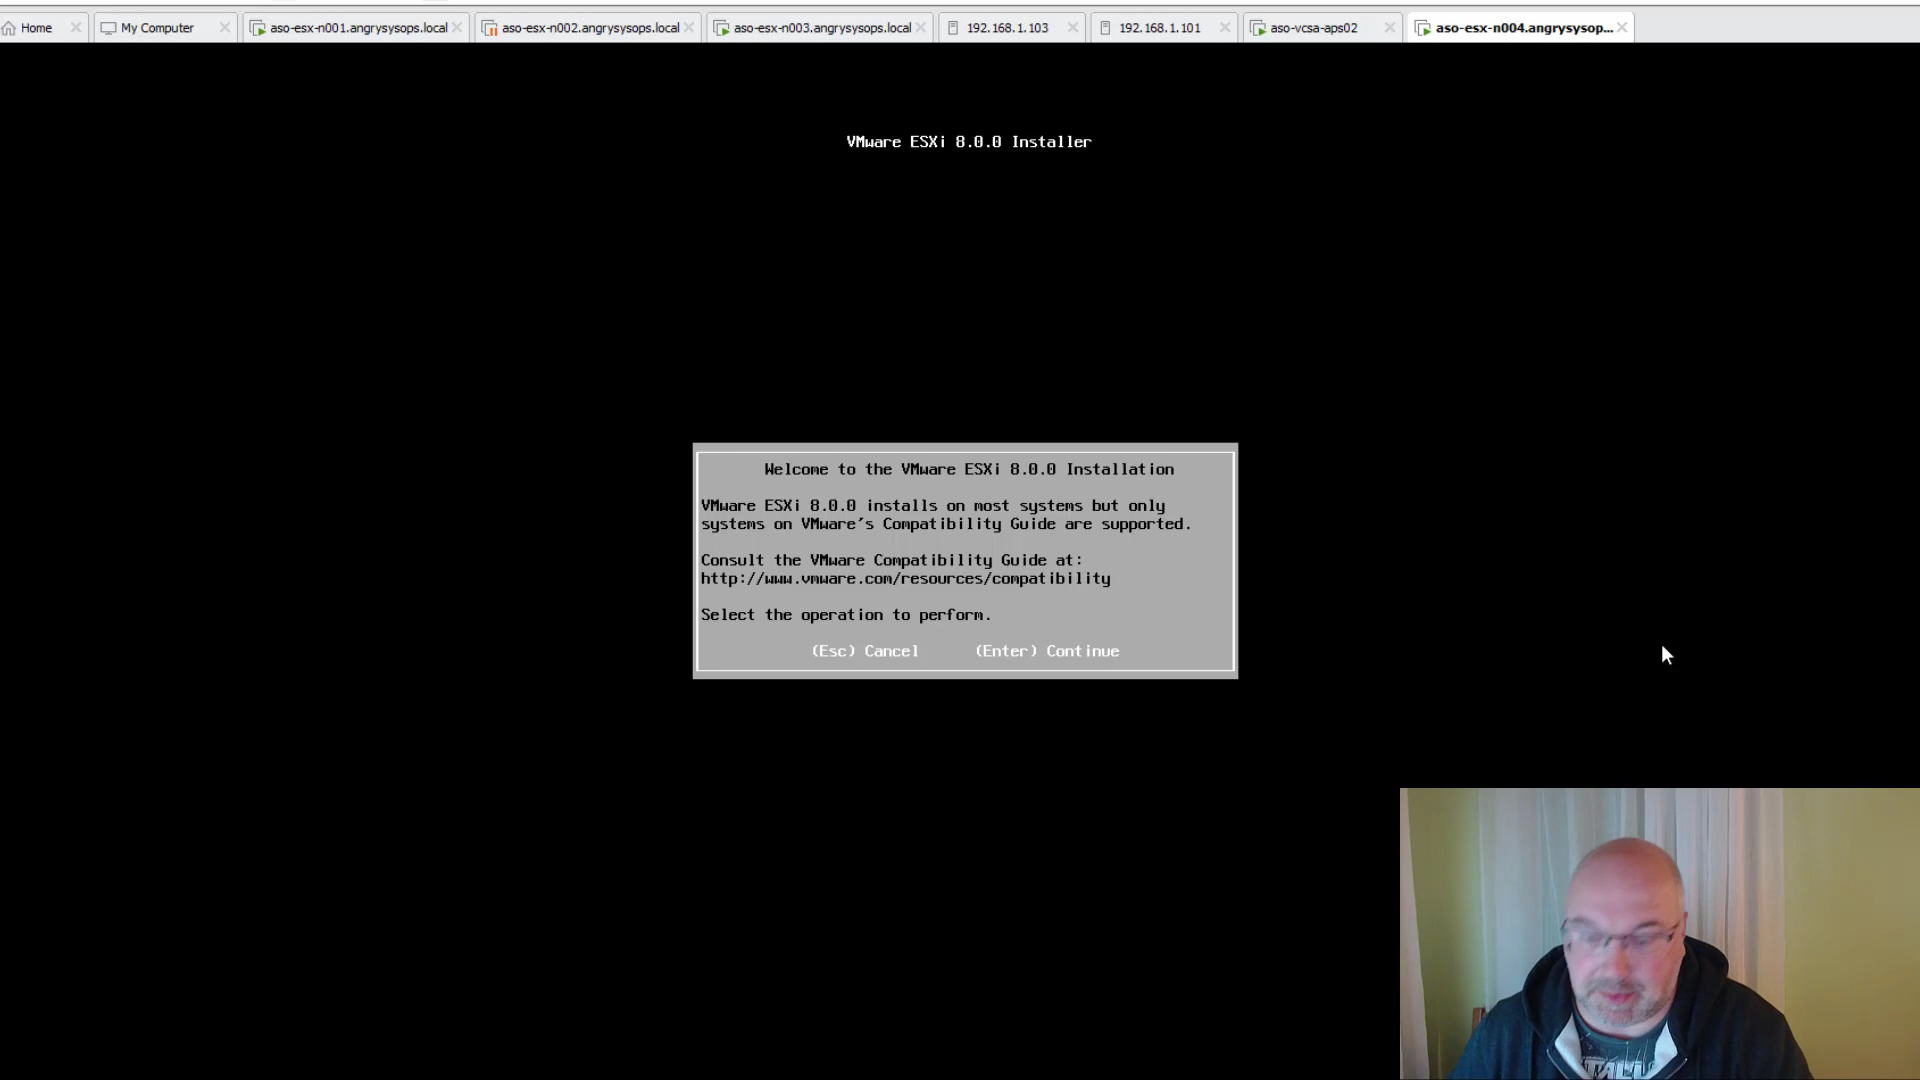 Home
My Computer
aso-esx-n001.angrysysops.local
aso-esx-n002.angrysysops.local
aso-esx-n003.angrysysops.local
192.168.1.103
192.168.1.101
aso-vcsa-aps02
aso-esx-n004.angrysysop...
VMware ESXi 8.0.0 Installer
Welcome to the VMware ESXi 8.0.0 Installation
VMware ESXi 8.0.0 installs on most systems but only
systems on VMware's Compatibility Guide are supported.
Consult the VMware Compatibility Guide at:
http://www.vmware.com/resources/compatibility
Select the operation to perform.
(Esc) Cancel (Enter) Continue